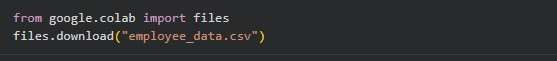 from google.colab import files
files.download("employee_data.csv")